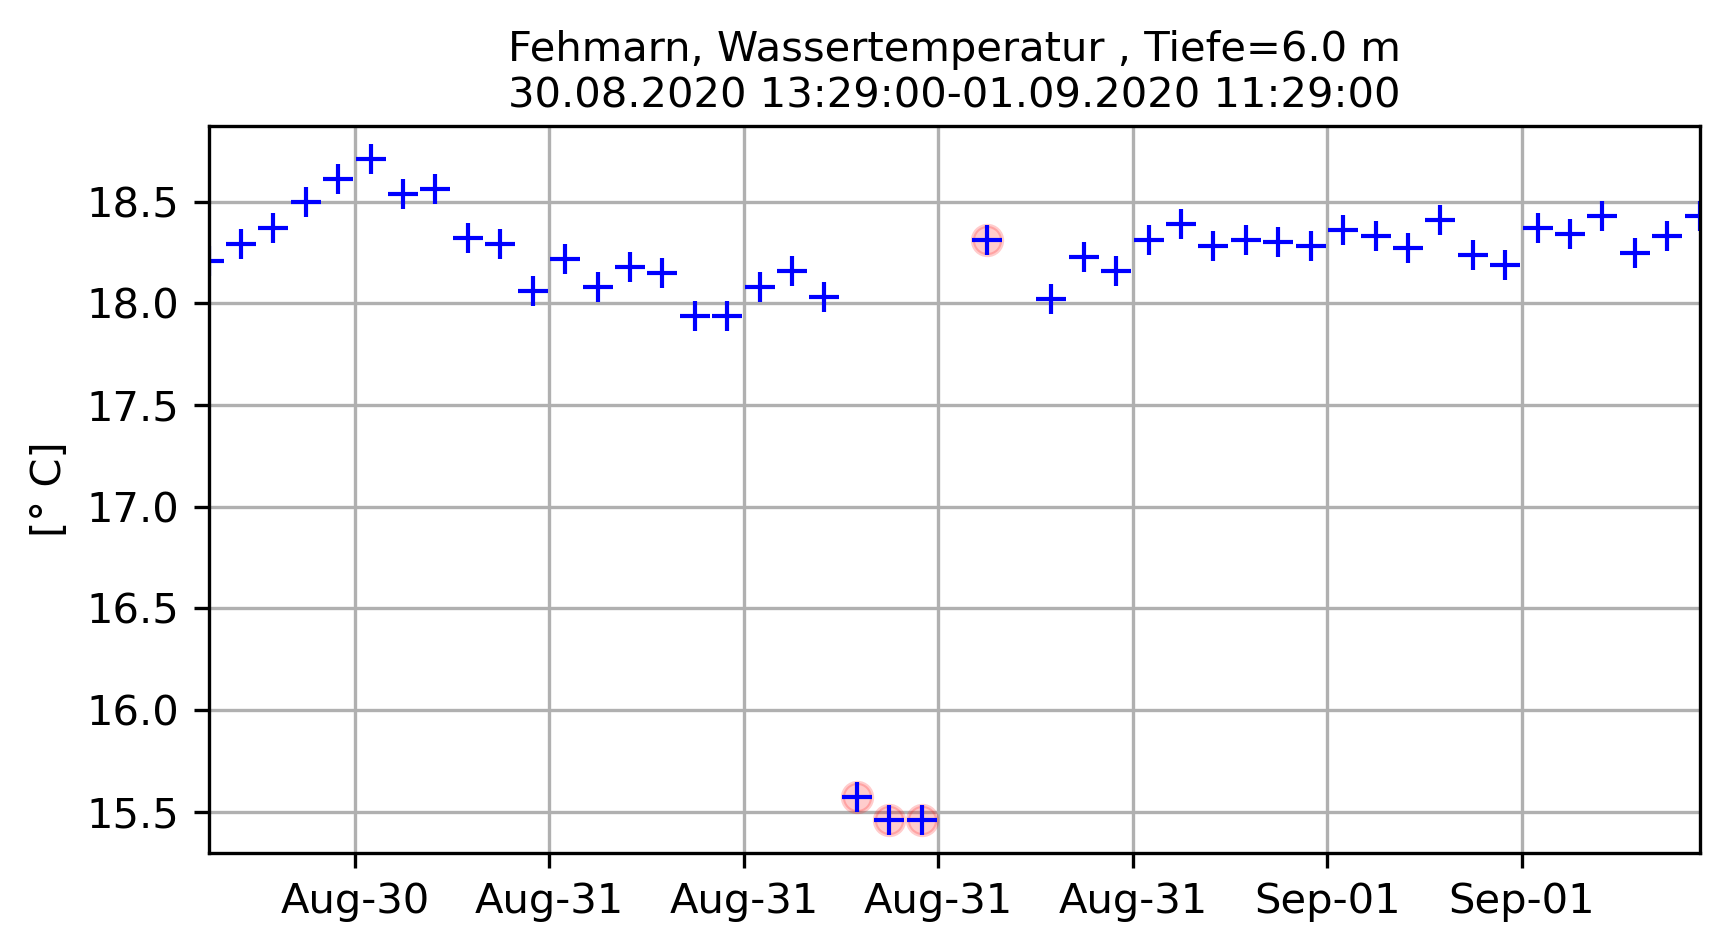 Fehmarn, Wassertemperatur , Tiefe=6.0 m
30.08.2020 13:29:00-01.09.2020 11:29:00
18.5
18.0
17.5
17.0
16.5
16.0
15.5
[° C]
Aug-30 Aug-31 Aug-31 Aug-31 Aug-31 Sep-01 Sep-01